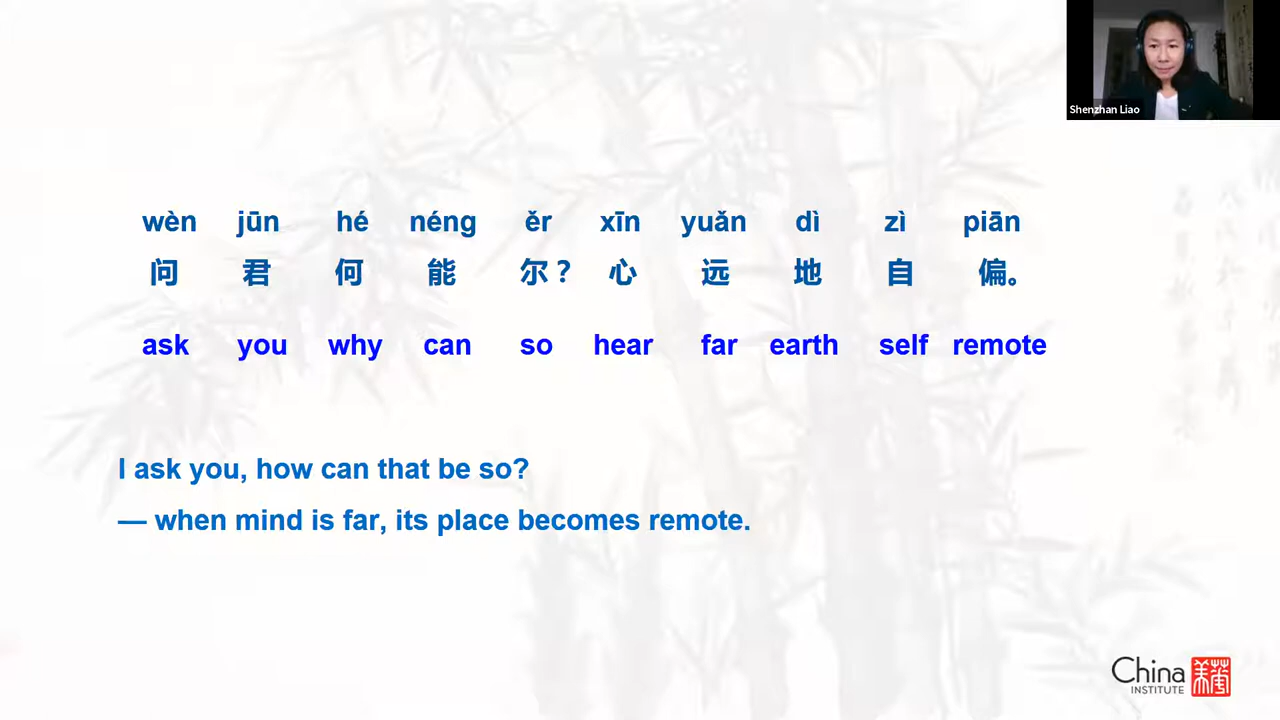 Shenzhan Liao
wèn jūn hé néng ěr xīn yuǎn dì zì piān
问 君 何 能 尔？ 心 远 地 自 偏。
ask you why can so hear far earth self remote
I ask you, how can that be so?
— when mind is far, its place becomes remote.
China
INSTITUTE